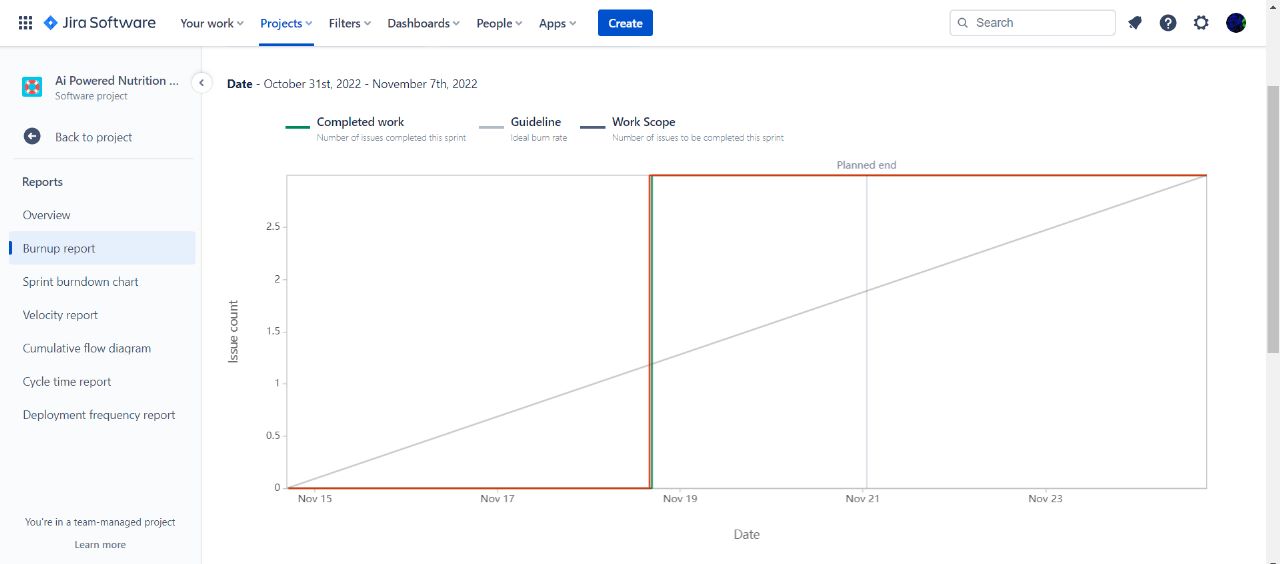 Jira Software Your work Projects Filters Dashboards People Apps Create Search
Ai Powered Nutrition ...
Software project
Back to project
Reports
Overview
Burnup report
Sprint burndown chart
Velocity report
Cumulative flow diagram
Cycle time report
Deployment frequency report
You're in a team-managed project
Learn more
Date - October 31st, 2022 - November 7th, 2022
Completed work
Number of issues completed this sprint
Guideline
Ideal burn rate
Work Scope
Number of issues to be completed this sprint
Planned end
2.5
2
1.5
1
0.5
0
Issue count
Nov 15 Nov 17 Nov 19 Nov 21 Nov 23
Date